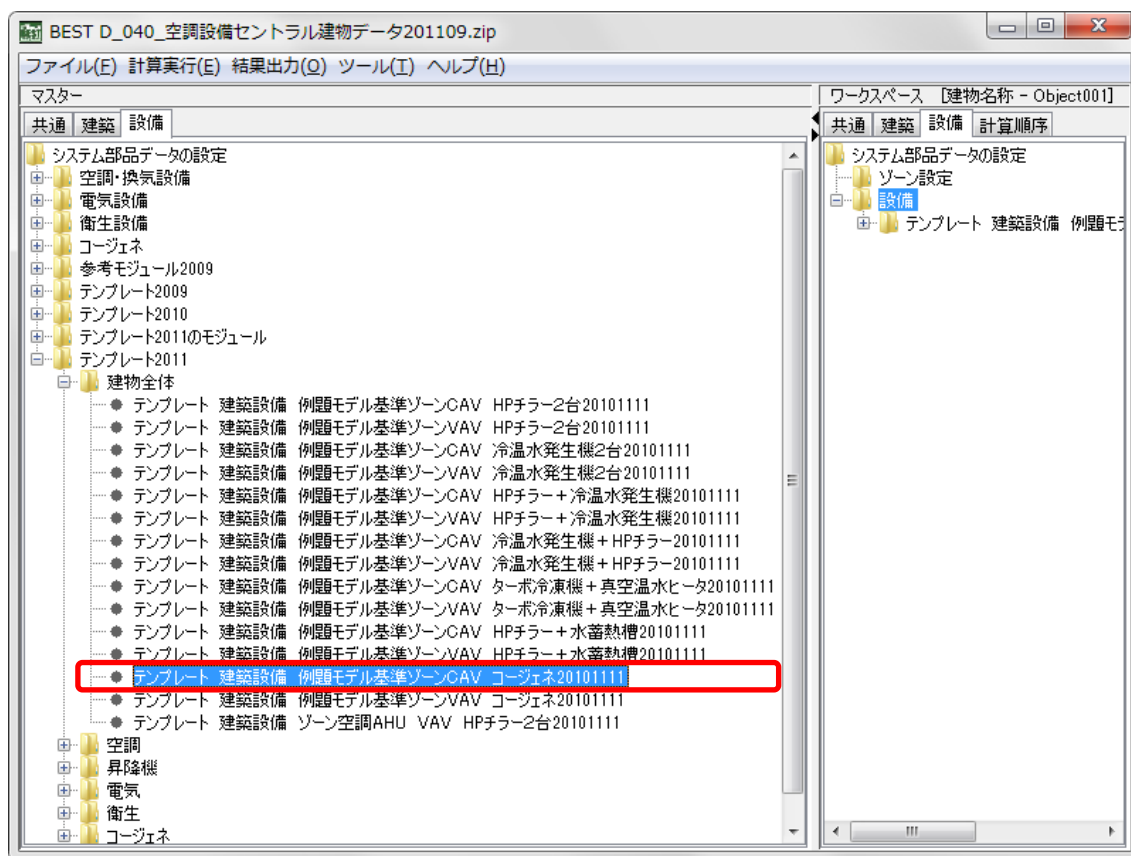 BEST D_040_空調設備セントラル建物データ201109.zip
ファイル(F) 計算実行(E) 結果出力(O) ツール(T) ヘルプ(H)
マスター
共通 建築 設備
システム部品データの設定
空調・換気設備
電気設備
衛生設備
コージェネ
参考モジュール2009
テンプレート2009
テンプレート2010
テンプレート2011のモジュール
テンプレート2011
建物全体
テンプレート 建築設備 例題モデル基準ゾーンCAV HPチラー2台20101111
テンプレート 建築設備 例題モデル基準ゾーンVAV HPチラー2台20101111
テンプレート 建築設備 例題モデル基準ゾーンCAV 冷温水発生機2台20101111
テンプレート 建築設備 例題モデル基準ゾーンVAV 冷温水発生機2台20101111
テンプレート 建築設備 例題モデル基準ゾーンCAV HPチラー+冷温水発生機20101111
テンプレート 建築設備 例題モデル基準ゾーンVAV HPチラー+冷温水発生機20101111
テンプレート 建築設備 例題モデル基準ゾーンCAV 冷温水発生機+HPチラー20101111
テンプレート 建築設備 例題モデル基準ゾーンVAV 冷温水発生機+HPチラー20101111
テンプレート 建築設備 例題モデル基準ゾーンCAV ターボ冷凍機+真空温水ヒータ20101111
テンプレート 建築設備 例題モデル基準ゾーンVAV ターボ冷凍機+真空温水ヒータ20101111
テンプレート 建築設備 例題モデル基準ゾーンCAV HPチラー+水蓄熱槽20101111
テンプレート 建築設備 例題モデル基準ゾーンVAV HPチラー+水蓄熱槽20101111
テンプレート 建築設備 例題モデル基準ゾーンCAV コージェネ20101111
テンプレート 建築設備 例題モデル基準ゾーンVAV コージェネ20101111
テンプレート 建築設備 ゾーン空調AHU VAV HPチラー2台20101111
空調
昇降機
電気
衛生
コージェネ
ワークスペース [建物名称 - Object001]
共通 建築 設備 計算順序
システム部品データの設定
ゾーン設定
設備
テンプレート 建築設備 例題モデ